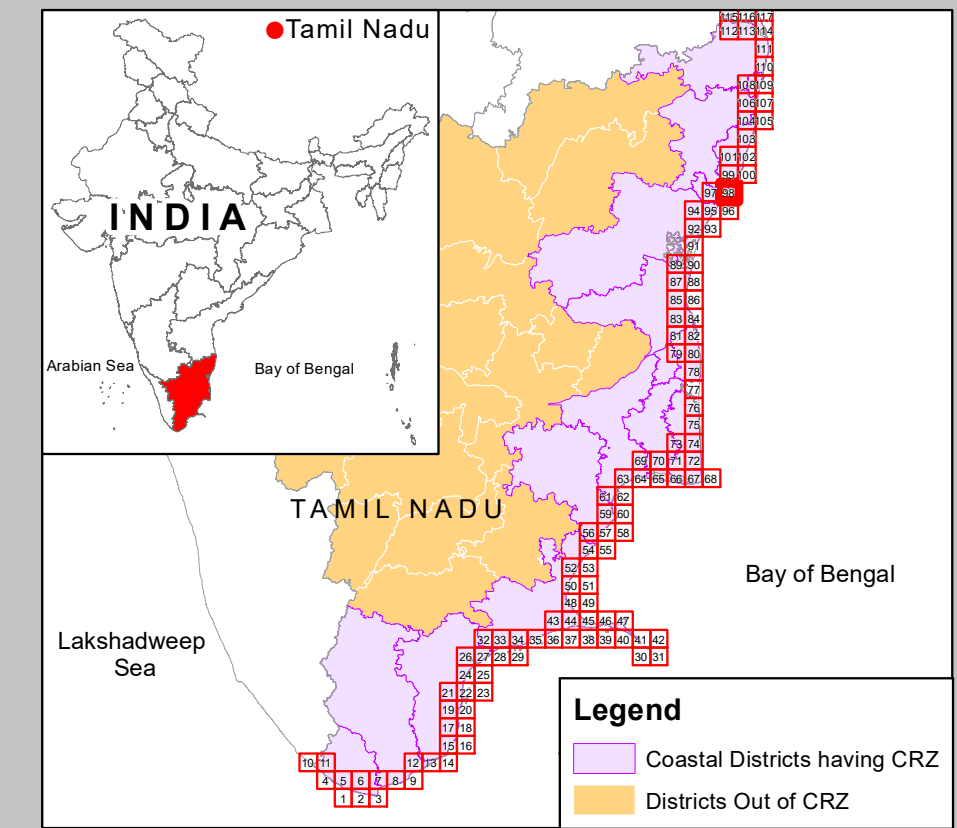 Tamil Nadu
INDIA
Arabian Sea
Bay of Bengal
115 116 117
112 113 114
111
110
108 109
106 107
104 105
103
101 102
99 100
97 98
94 95 96
92 93
91
89 90
87 88
85 86
83 84
81 82
79 80
78
77
76
75
73 74
69 70 71 72
63 64 65 66 67 68
61 62
59 60
56 57 58
54 55
52 53
50 51
48 49
43 44 45 46 47
32 33 34 35 36 37 38 39 40 41 42
26 27 28 29 30 31
24 25
21 22 23
19 20
17 18
15 16
10 11 12 13 14
4 5 6 7 8 9
1 2 3
TAMIL NADU
Bay of Bengal
Lakshadweep
Sea
Legend
Coastal Districts having CRZ
Districts Out of CRZ